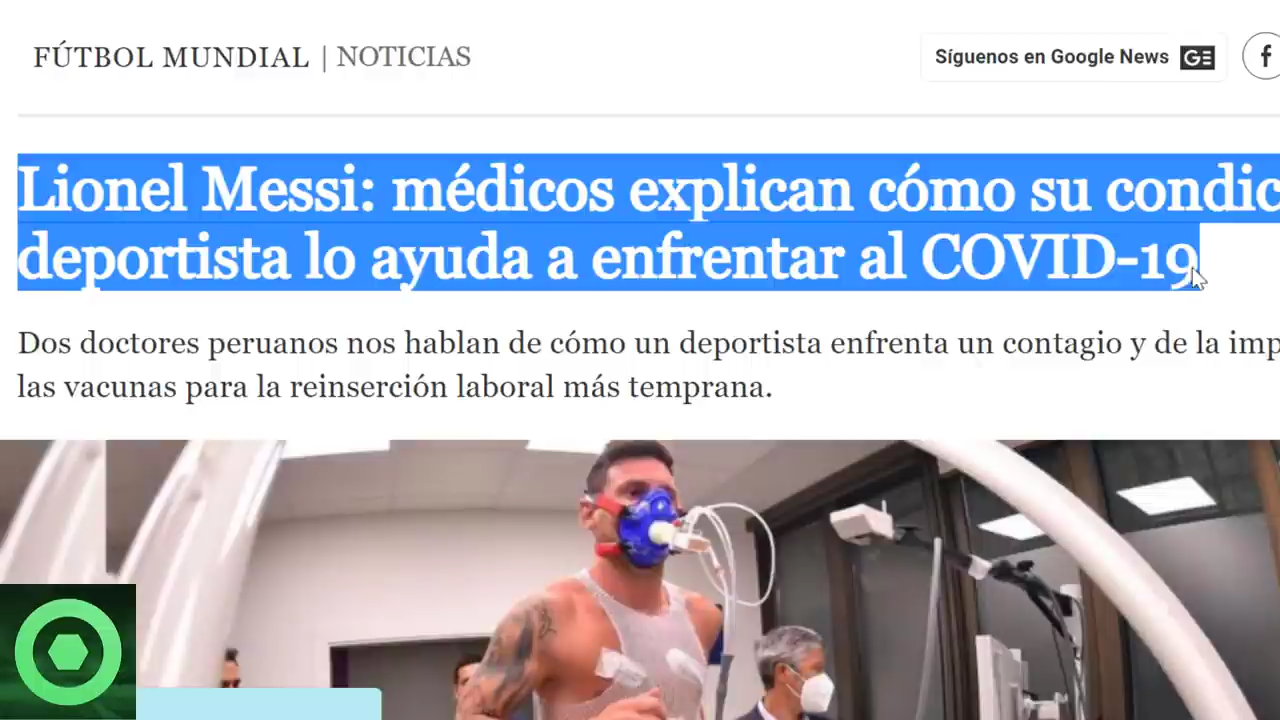 FÚTBOL MUNDIAL | NOTICIAS
Síguenos en Google News
Lionel Messi: médicos explican cómo su condic
deportista lo ayuda a enfrentar al COVID-19
Dos doctores peruanos nos hablan de cómo un deportista enfrenta un contagio y de la imp
las vacunas para la reinserción laboral más temprana.